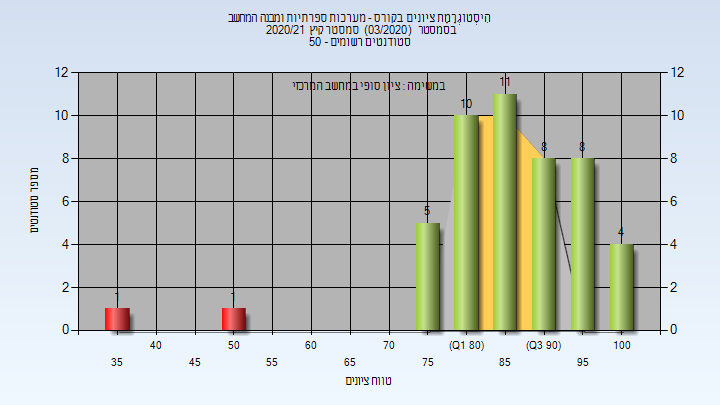 הִיסְטוֹגְרָמַת ציונים בקורס - מערכות ספרתיות ומבנה המחשב
בסמסטר (03/2020) סמסטר קיץ 2020/21
סטודנטים רשומים - 50
במשימה : ציון סופי במחשב המרכזי
12 12
11
10 10 10
8 8 8 8
מספר סטודנטים
6 6
5
4 4 4
2 2
1 1
0 0
40 50 60 70 (Q1 80) (Q3 90) 100
35 45 55 65 75 85 95
טווח ציונים